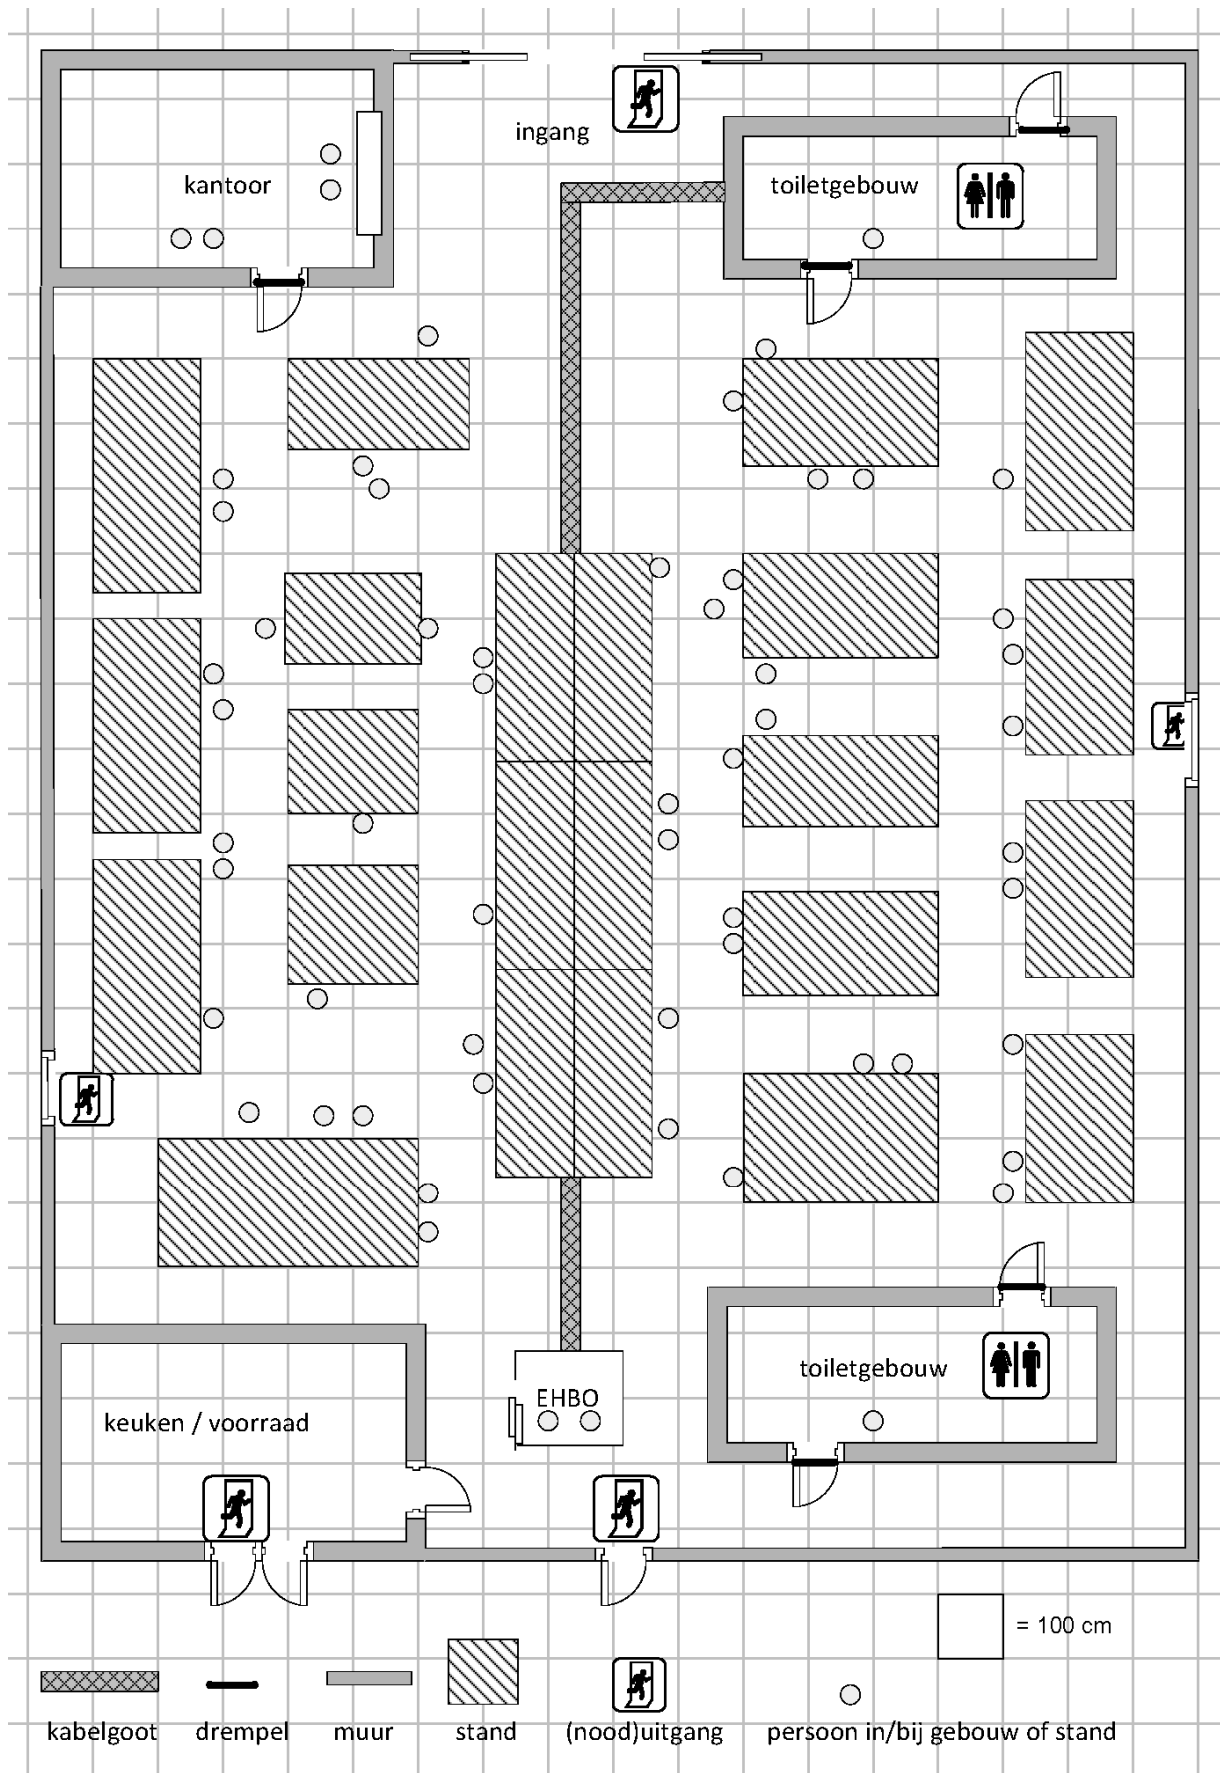 ingang
kantoor
toiletgebouw
toiletgebouw
EHBO
keuken / voorraad
= 100 cm
kabelgoot
drempel
muur
stand
(nood)uitgang
persoon in/bij gebouw of stand